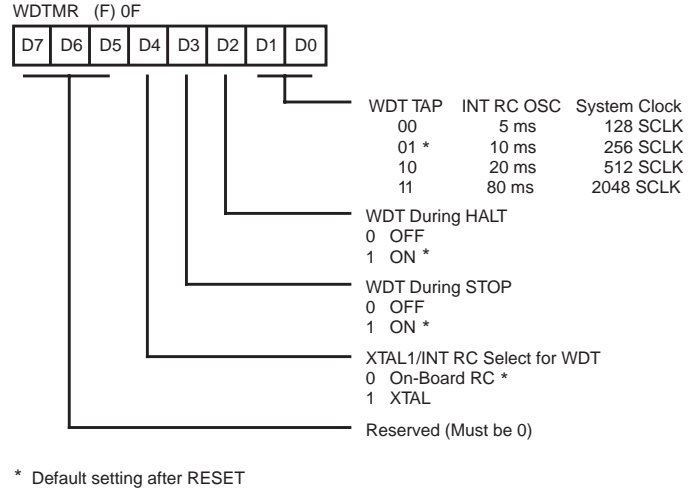 WDTMR (F) 0F
D7 D6 D5 D4 D3 D2 D1 D0
WDT TAP INT RC OSC System Clock
00 5 ms 128 SCLK
01 * 10 ms 256 SCLK
10 20 ms 512 SCLK
11 80 ms 2048 SCLK
WDT During HALT
0 OFF
1 ON *
WDT During STOP
0 OFF
1 ON *
XTAL1/INT RC Select for WDT
0 On-Board RC *
1 XTAL
Reserved (Must be 0)
* Default setting after RESET